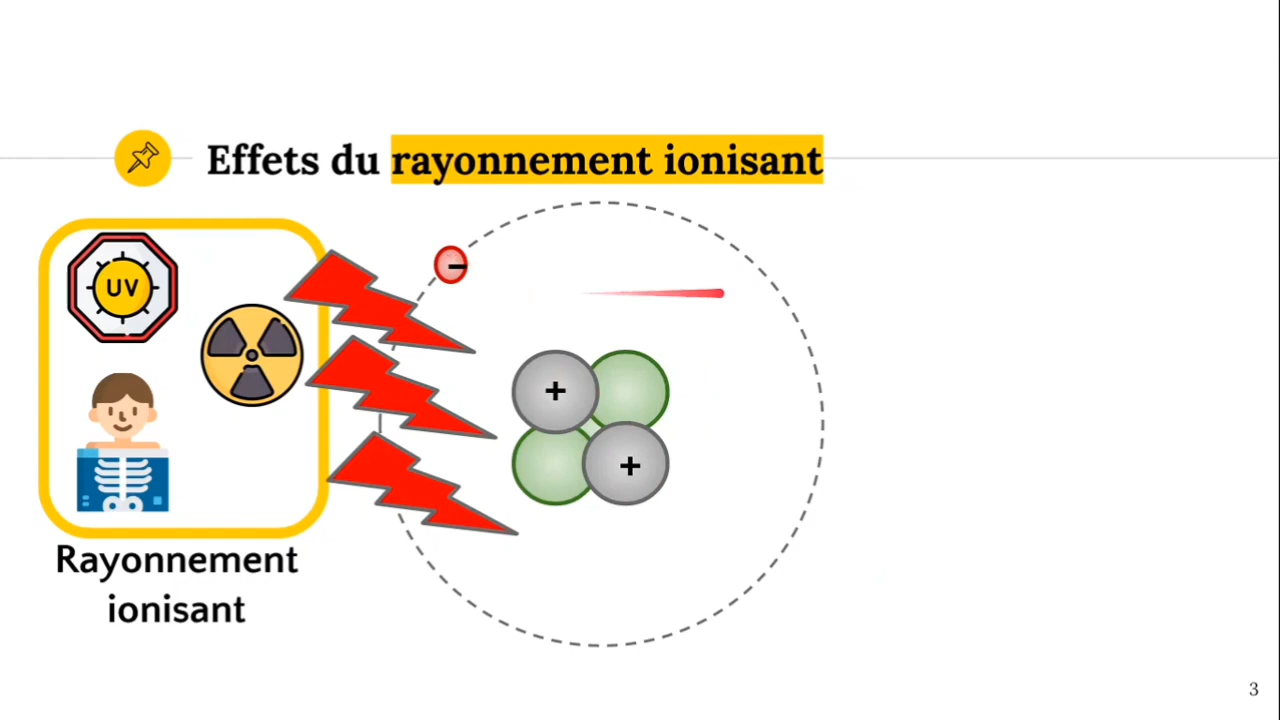 Effets du rayonnement ionisant
UV
-
+
+
Rayonnement
ionisant
3